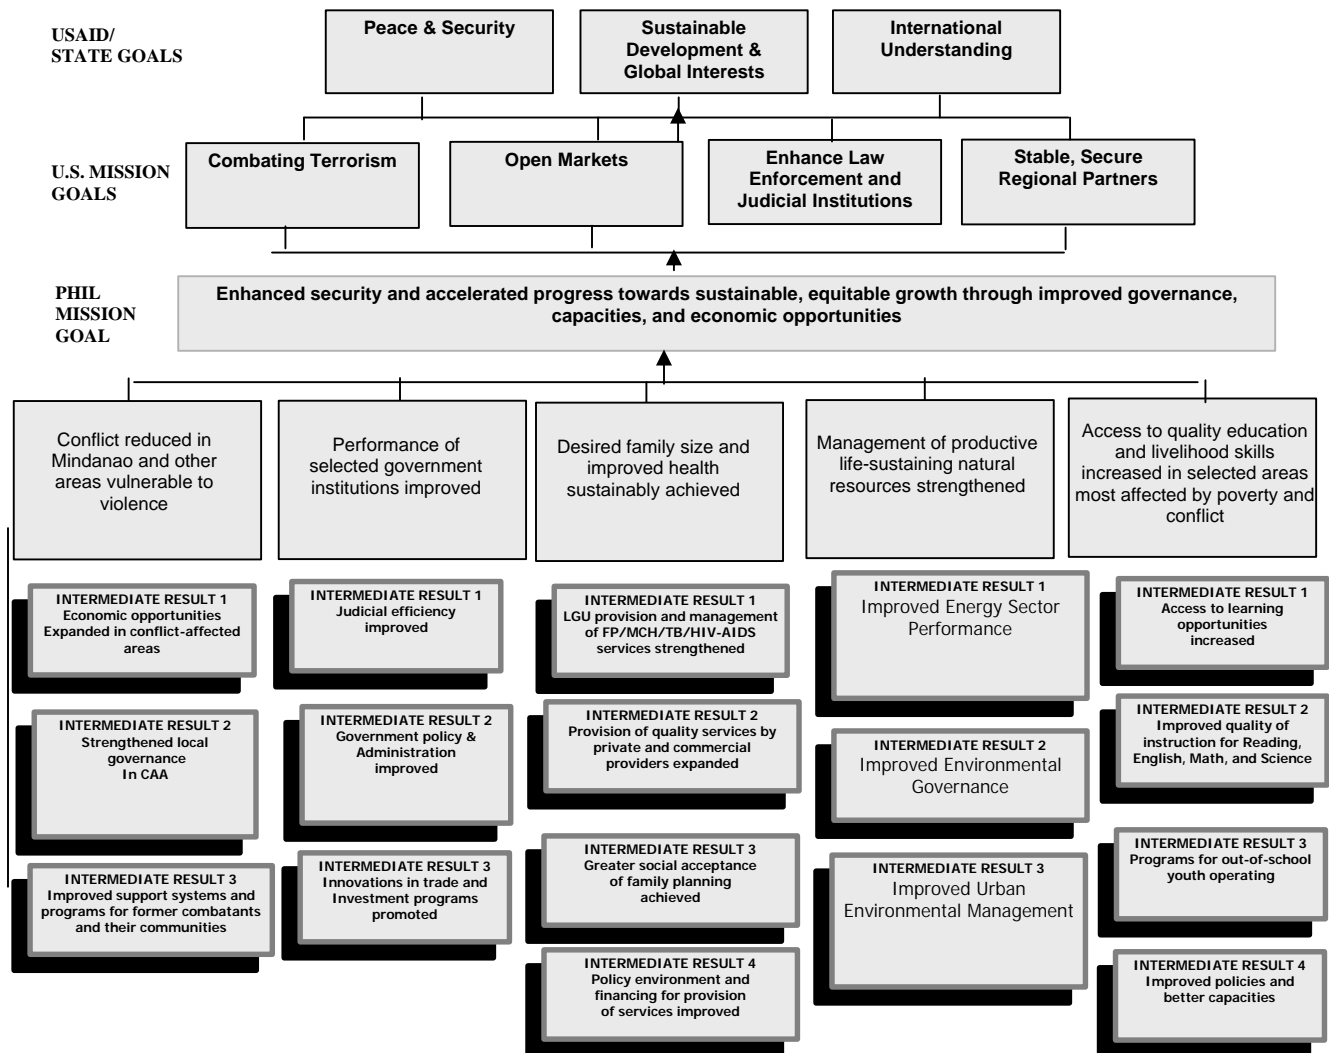 USAID/
STATE GOALS
Peace & Security
Sustainable
Development &
Global Interests
International
Understanding
U.S. MISSION
GOALS
Combating Terrorism
Open Markets
Enhance Law
Enforcement and
Judicial Institutions
Stable, Secure
Regional Partners
PHIL
MISSION
GOAL
Enhanced security and accelerated progress towards sustainable, equitable growth through improved governance,
capacities, and economic opportunities
Conflict reduced in
Mindanao and other
areas vulnerable to
violence
Performance of
selected government
institutions improved
Desired family size and
improved health
sustainably achieved
Management of productive
life-sustaining natural
resources strengthened
Access to quality education
and livelihood skills
increased in selected areas
most affected by poverty and
conflict
INTERMEDIATE RESULT 1
Economic opportunities
Expanded in conflict-affected
areas
INTERMEDIATE RESULT 2
Strengthened local
governance
In CAA
INTERMEDIATE RESULT 3
Improved support systems and
programs for former combatants
and their communities
INTERMEDIATE RESULT 1
Judicial efficiency
improved
INTERMEDIATE RESULT 2
Government policy &
Administration
improved
INTERMEDIATE RESULT 3
Innovations in trade and
Investment programs
promoted
INTERMEDIATE RESULT 1
LGU provision and management
of FP/MCH/TB/HIV-AIDS
services strengthened
INTERMEDIATE RESULT 2
Provision of quality services by
private and commercial
providers expanded
INTERMEDIATE RESULT 3
Greater social acceptance
of family planning
achieved
INTERMEDIATE RESULT 4
Policy environment and
financing for provision
of services improved
INTERMEDIATE RESULT 1
Improved Energy Sector
Performance
INTERMEDIATE RESULT 2
Improved Environmental
Governance
INTERMEDIATE RESULT 3
Improved Urban
Environmental Management
INTERMEDIATE RESULT 1
Access to learning
opportunities
increased
INTERMEDIATE RESULT 2
Improved quality of
instruction for Reading,
English, Math, and Science
INTERMEDIATE RESULT 3
Programs for out-of-school
youth operating
INTERMEDIATE RESULT 4
Improved policies and
better capacities